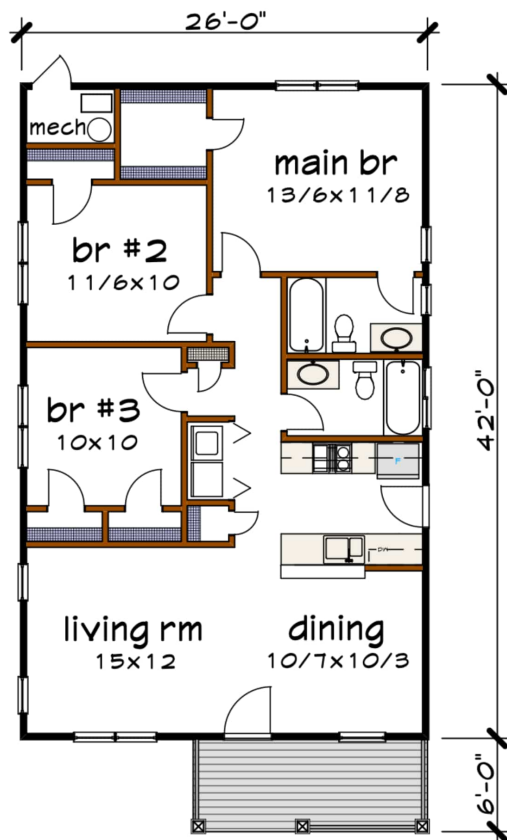 26'-0"
mech
main br
13/6x11/8
br #2
11/6x10
42'-0"
br #3
10x10
F
living rm
15x12
dining
10/7x10/3
6'-0"